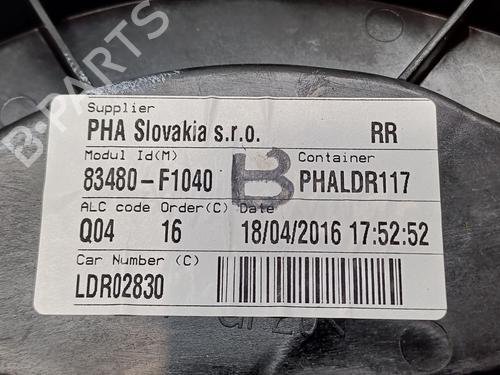 B-PARTS
Supplier
PHA Slovakia s.r.o. RR
Modul Id(M) Container
83480-F1040 B PHALDR117
ALC code Order(C) Date
Q04 16 18/04/2016 17:52:52
Car Number (C)
LDR02830